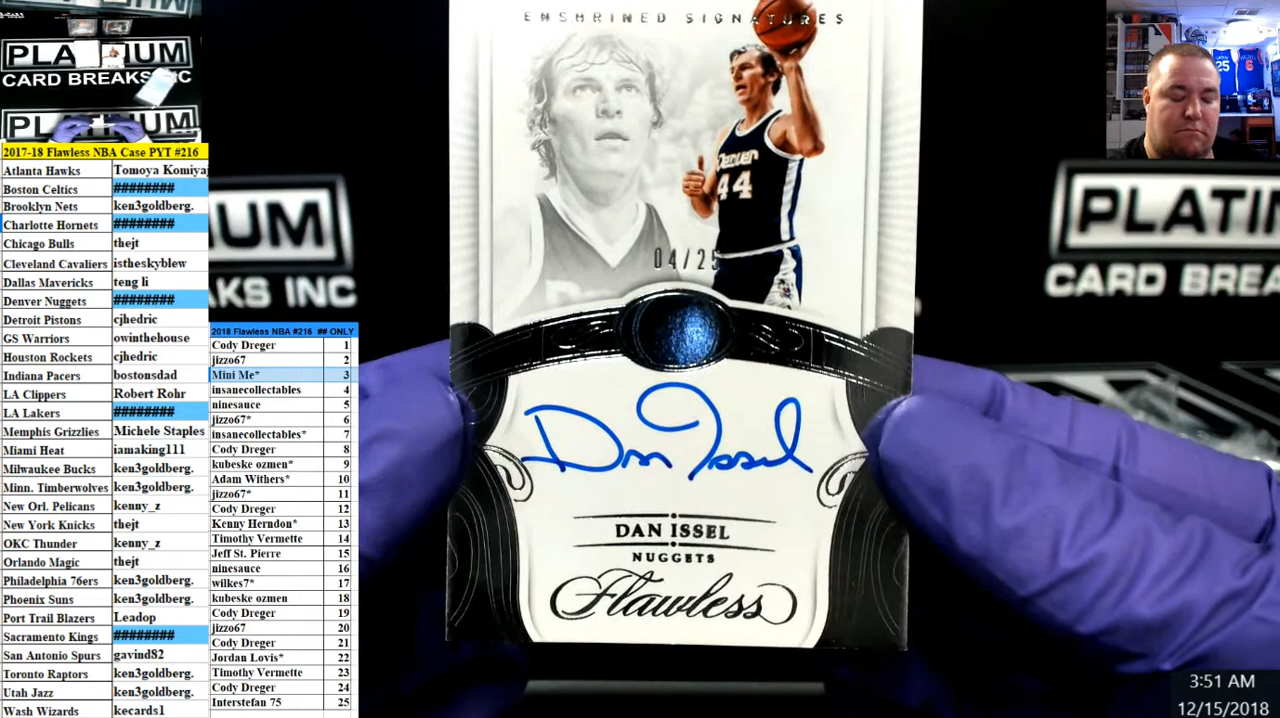 PLATINUM
CARD BREAKS INC
PLATINUM
2017-18 Flawless NBA Case PYT #216
Atlanta Hawks Tomoya Komiya
Boston Celtics ########
Brooklyn Nets ken3goldberg.
Charlotte Hornets ########
Chicago Bulls thejt
Cleveland Cavaliers istheskyblew
Dallas Mavericks teng li
Denver Nuggets ########
Detroit Pistons cjhedric
GS Warriors owinthehouse
Houston Rockets cjhedric
Indiana Pacers bostonsdad
LA Clippers Robert Rohr
LA Lakers ########
Memphis Grizzlies Michele Staples
Miami Heat iamaking111
Milwaukee Bucks ken3goldberg.
Minn. Timberwolves ken3goldberg.
New Orl. Pelicans kenny_z
New York Knicks thejt
OKC Thunder kenny_z
Orlando Magic thejt
Philadelphia 76ers ken3goldberg.
Phoenix Suns ken3goldberg.
Port Trail Blazers Leadop
Sacramento Kings ########
San Antonio Spurs gavind82
Toronto Raptors ken3goldberg.
Utah Jazz ken3goldberg.
Wash Wizards kecards1
2018 Flawless NBA #216 ## ONLY
Cody Dreger 1
jizzo67 2
Mini Me* 3
insanecollectables 4
ninesauce 5
jizzo67* 6
insanecollectables* 7
Cody Dreger 8
kubeske ozmen* 9
Adam Withers* 10
jizzo67* 11
Cody Dreger 12
Kenny Herndon* 13
Timothy Vermette 14
Jeff St. Pierre 15
ninesauce 16
wilkes7* 17
kubeske ozmen 18
Cody Dreger 19
jizzo67 20
Cody Dreger 21
Jordan Lovis* 22
Timothy Vermette 23
Cody Dreger 24
Interstefan 75 25
ENSHRINED SIGNATURES
Denver
44
04/25
Dan Issel
DAN ISSEL
NUGGETS
Flawless
UM
KS INC
PLATIN
CARD BREA
25
6
3:51 AM
12/15/2018